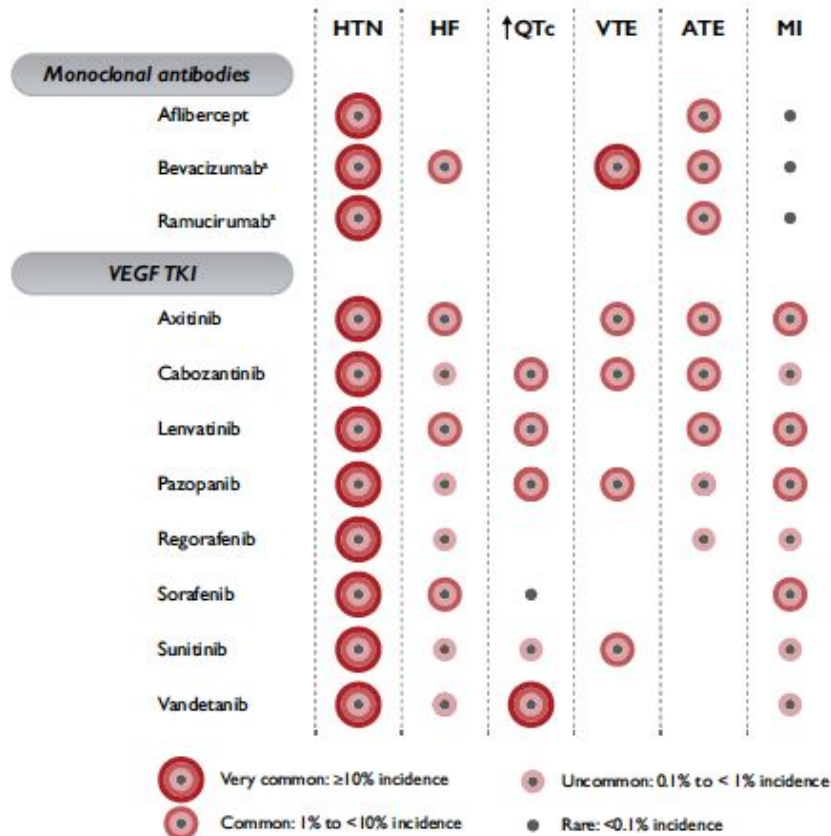 HTN HF ↑QTc VTE ATE MI
Monoclonal antibodies
Aflibercept
Bevacizumabᵃ
Ramucirumabᵃ
VEGF TKI
Axitinib
Cabozantinib
Lenvatinib
Pazopanib
Regorafenib
Sorafenib
Sunitinib
Vandetanib
Very common: ≥10% incidence Uncommon: 0.1% to < 1% incidence
Common: 1% to <10% incidence Rare: <0.1% incidence